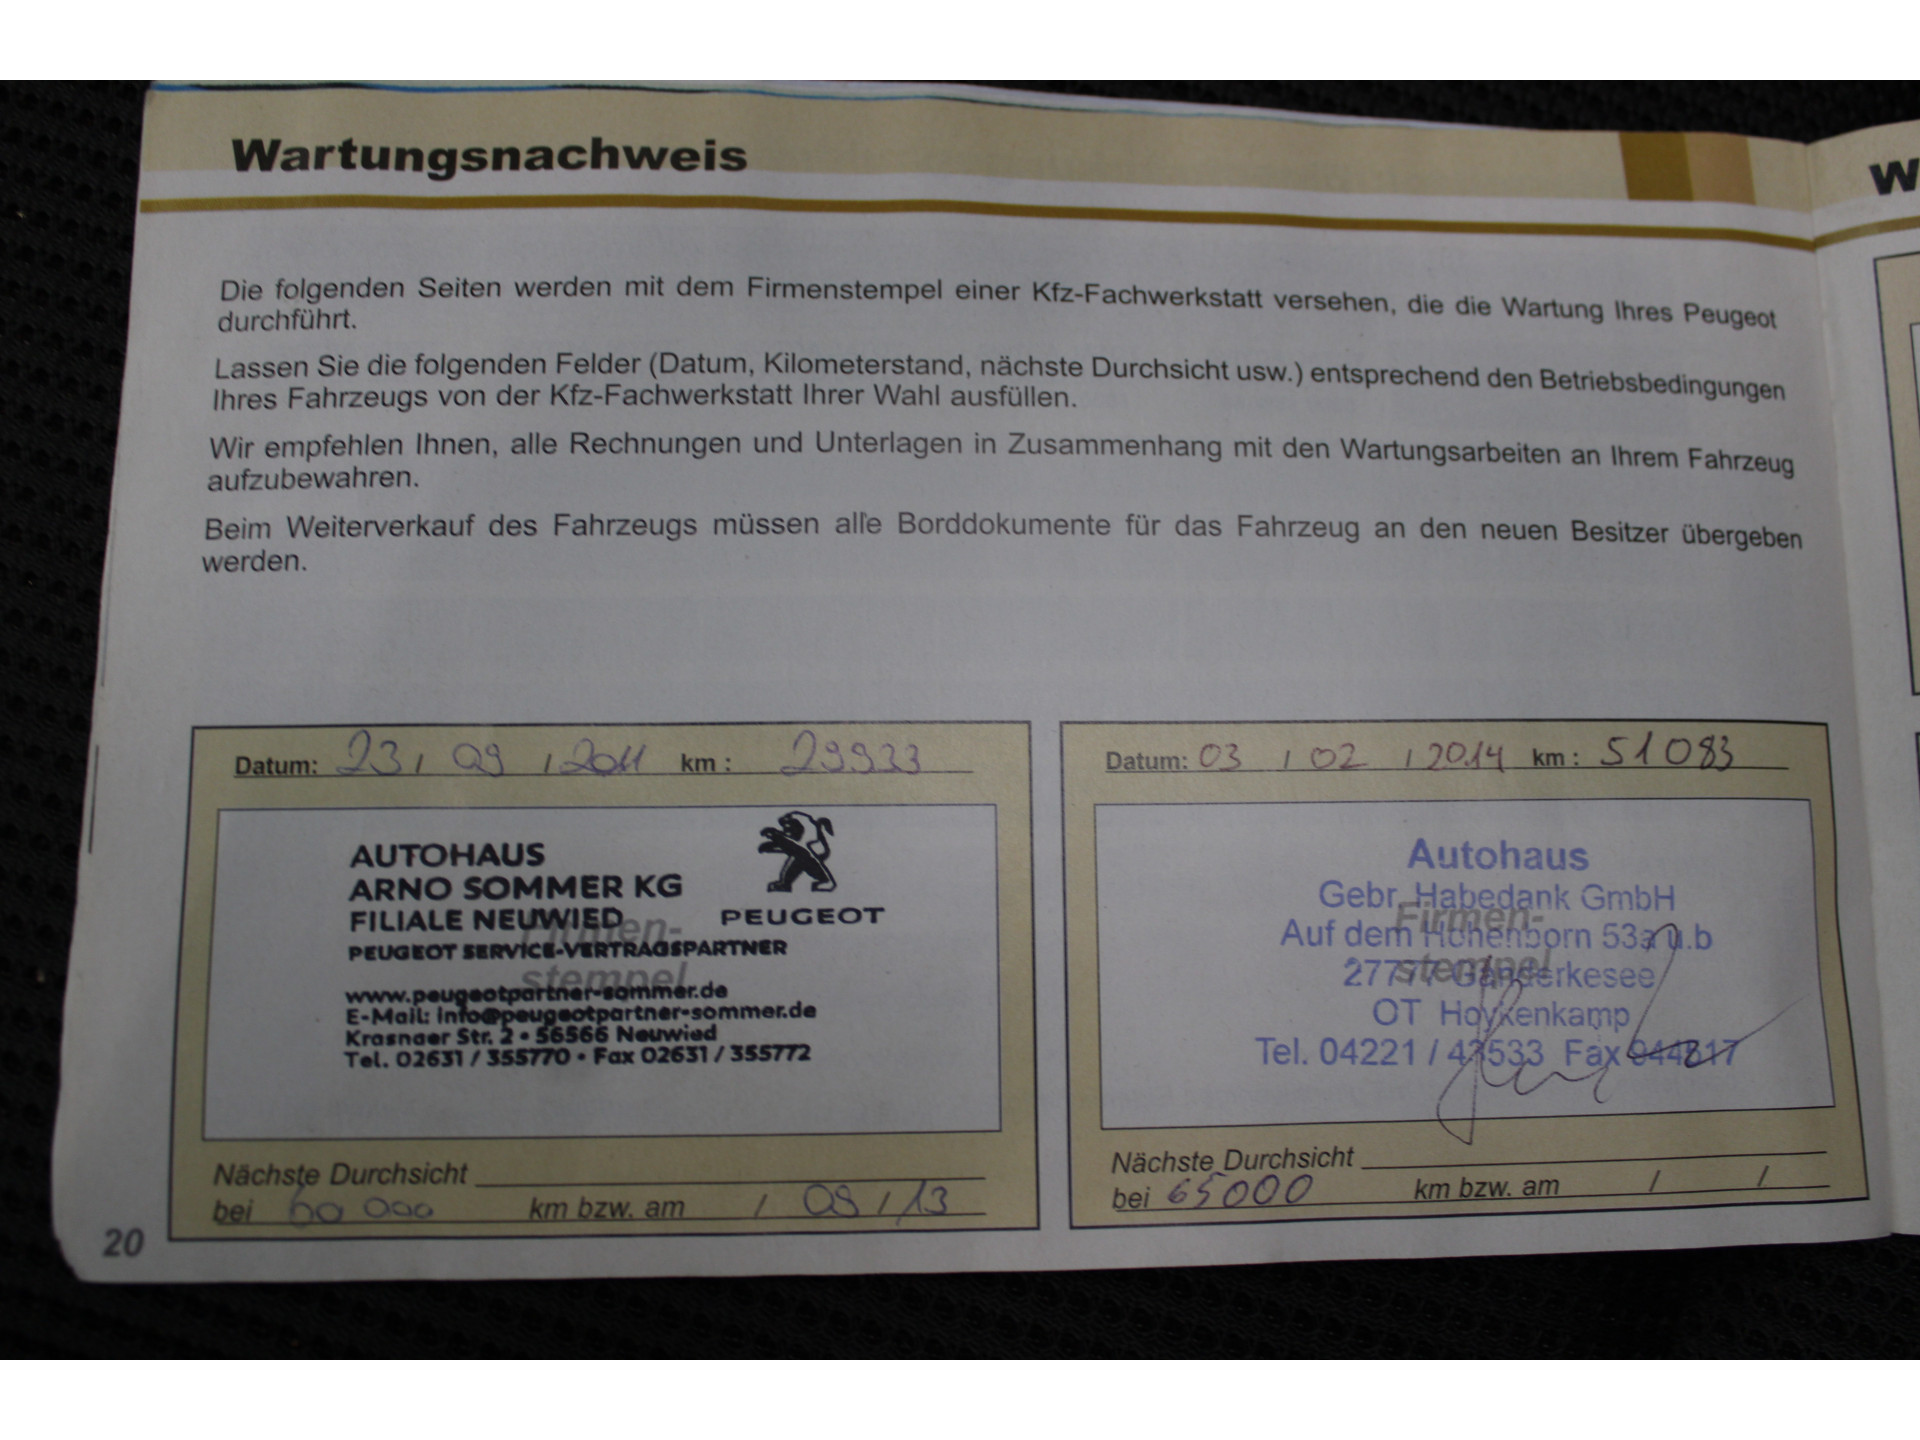 Wartungsnachweis
W
Die folgenden Seiten werden mit dem Firmenstempel einer Kfz-Fachwerkstatt versehen, die die Wartung Ihres Peugeot
durchführt.
Lassen Sie die folgenden Felder (Datum, Kilometerstand, nächste Durchsicht usw.) entsprechend den Betriebsbedingungen
Ihres Fahrzeugs von der Kfz-Fachwerkstatt Ihrer Wahl ausfüllen.
Wir empfehlen Ihnen, alle Rechnungen und Unterlagen in Zusammenhang mit den Wartungsarbeiten an Ihrem Fahrzeug
aufzubewahren.
Beim Weiterverkauf des Fahrzeugs müssen alle Borddokumente für das Fahrzeug an den neuen Besitzer übergeben
werden.
Datum: 23 / 09 / 2011 km : 29933
AUTOHAUS
ARNO SOMMER KG
FILIALE NEUWIED
PEUGEOT
PEUGEOT SERVICE-VERTRAGSPARTNER
Firmen-
stempel
www.peugeotpartner-sommer.de
E-Mail: info@peugeotpartner-sommer.de
Krasnaer Str. 2 • 56566 Neuwied
Tel. 02631 / 355770 • Fax 02631 / 355772
Nächste Durchsicht
bei 60 000 km bzw. am / 09 / 13
Datum: 03 / 02 / 2014 km : 51083
Autohaus
Gebr. Habedank GmbH
Firmen-
Auf dem Hohenborn 53a u.b
stempel
27777 Ganderkesee
OT Hoykenkamp
Tel. 04221 / 43533 Fax 944517
Nächste Durchsicht
bei 65000 km bzw. am / /
20